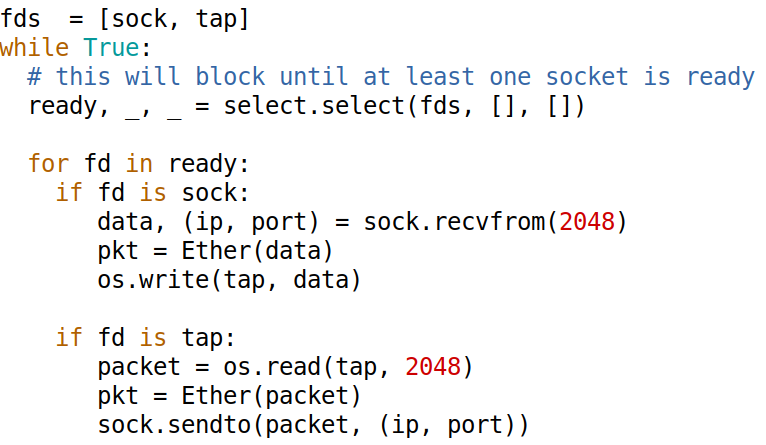 fds  = [sock, tap]
while True:
  # this will block until at least one socket is ready
  ready, _, _ = select.select(fds, [], [])

  for fd in ready:
    if fd is sock:
       data, (ip, port) = sock.recvfrom(2048)
       pkt = Ether(data)
       os.write(tap, data)

    if fd is tap:
       packet = os.read(tap, 2048)
       pkt = Ether(packet)
       sock.sendto(packet, (ip, port))